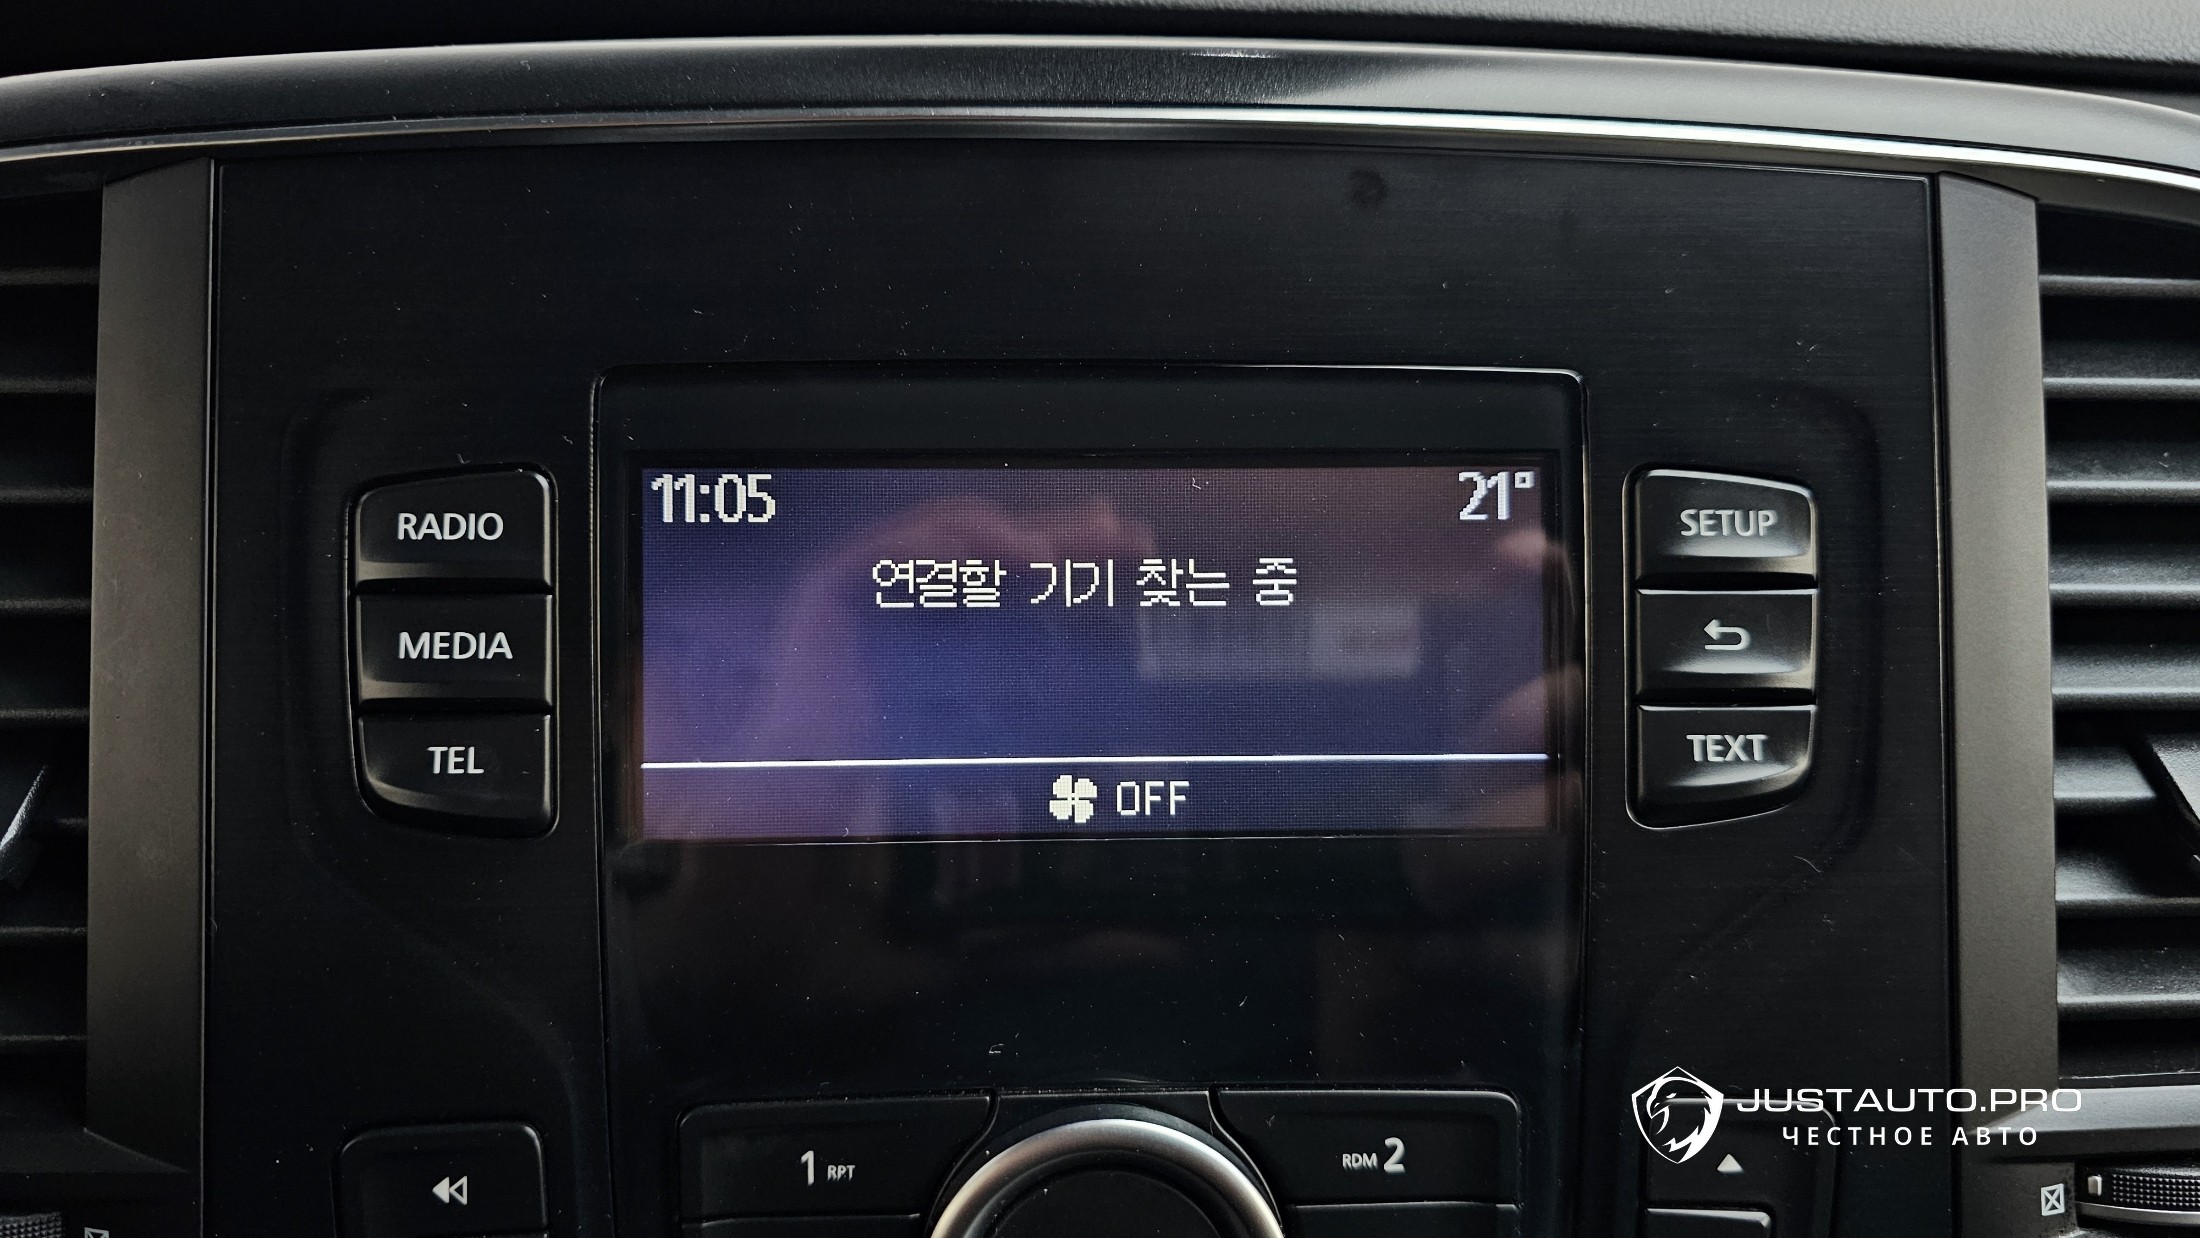 11:05 21°
연결할 기기 찾는 중
OFF
RADIO
MEDIA
TEL
SETUP
TEXT
1 RPT
RDM 2
JUSTAUTO.PRO
ЧЕСТНОЕ АВТО